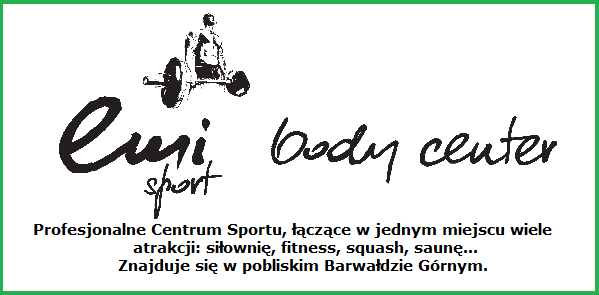 emi body center
sport
Profesjonalne Centrum Sportu, łączące w jednym miejscu wiele
atrakcji: siłownię, fitness, squash, saunę...
Znajduje się w pobliskim Barwałdzie Górnym.